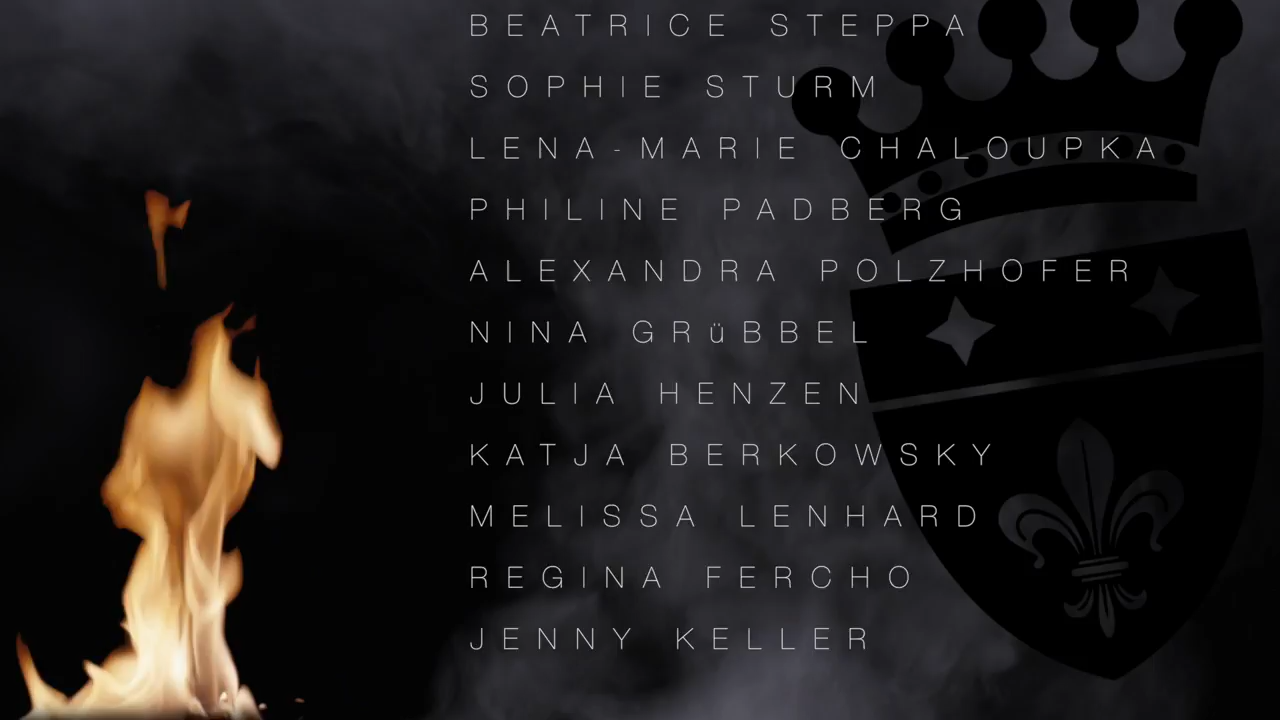 BEATRICE STEPPA
SOPHIE STURM
LENA-MARIE CHALOUPKA
PHILINE PADBERG
ALEXANDRA POLZHOFER
NINA GRüBBEL
JULIA HENZEN
KATJA BERKOWSKY
MELISSA LENHARD
REGINA FERCHO
JENNY KELLER